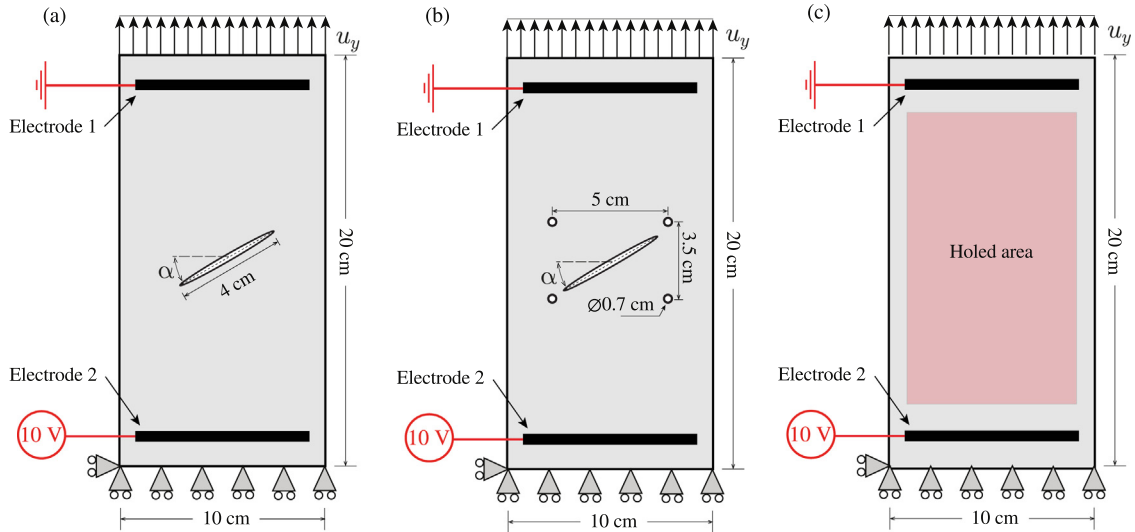 (a)
u_y
Electrode 1
α
4 cm
20 cm
Electrode 2
10 V
10 cm
(b)
u_y
Electrode 1
5 cm
3.5 cm
α
Ø0.7 cm
20 cm
Electrode 2
10 V
10 cm
(c)
u_y
Electrode 1
Holed area
20 cm
Electrode 2
10 V
10 cm